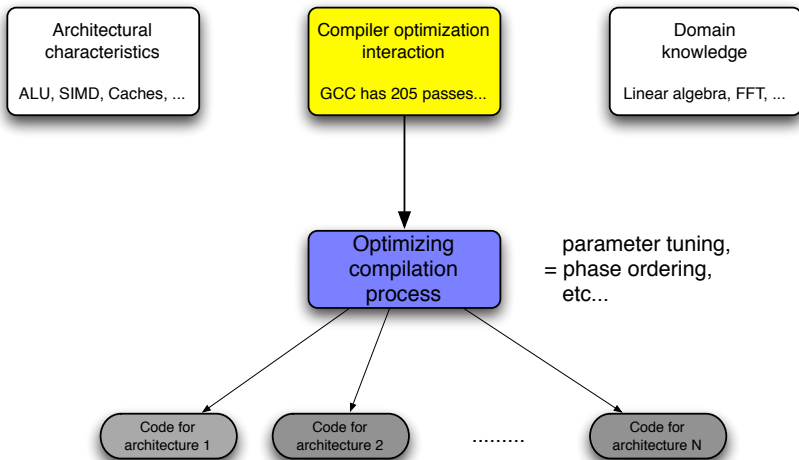 Architectural
characteristics
ALU, SIMD, Caches, ...
Compiler optimization
interaction
GCC has 205 passes...
Domain
knowledge
Linear algebra, FFT, ...
Optimizing
compilation
process
parameter tuning,
= phase ordering,
etc...
Code for
architecture 1
Code for
architecture 2
.........
Code for
architecture N